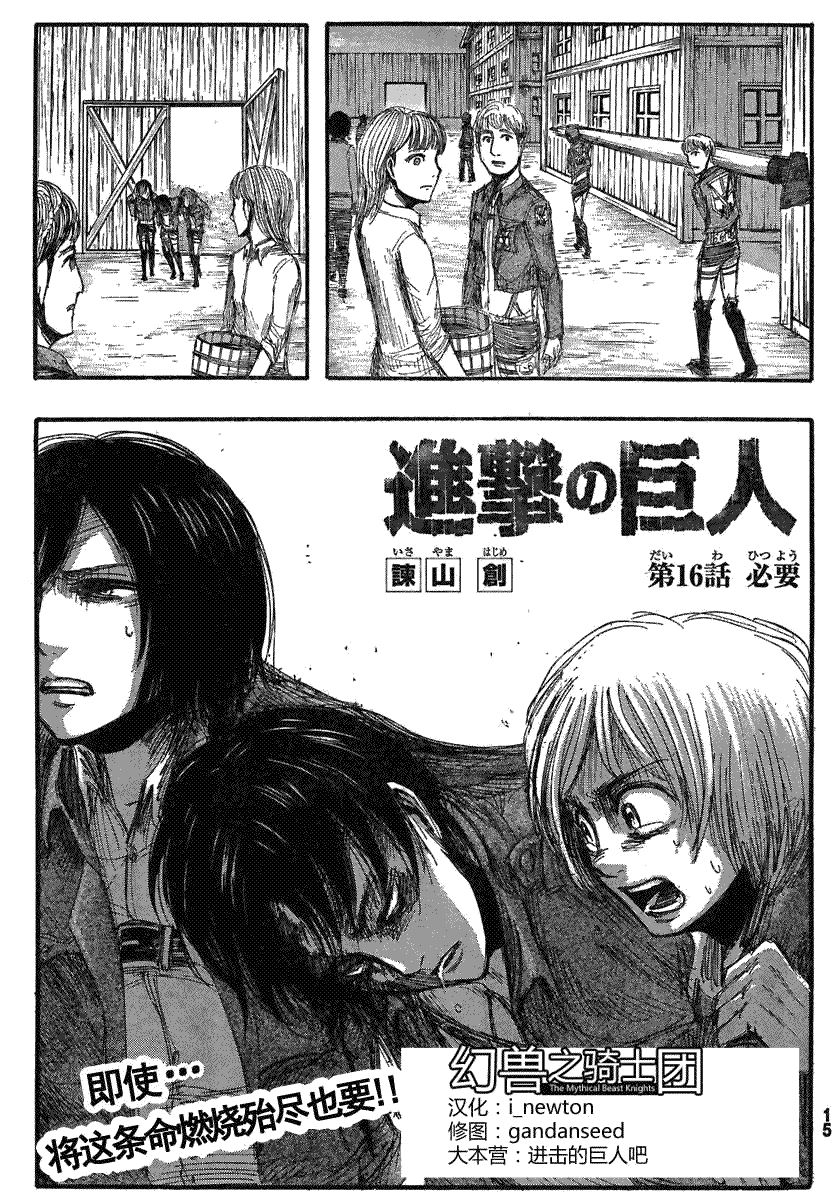 進撃の巨人
いさ やま はじめ
諫山創
だい わ ひつ よう
第16話 必要
即使…
将这条命燃烧殆尽也要!!
幻兽之骑士团
The Mythical Beast Knights
汉化：i_newton
修图：gandanseed
大本营：进击的巨人吧
15